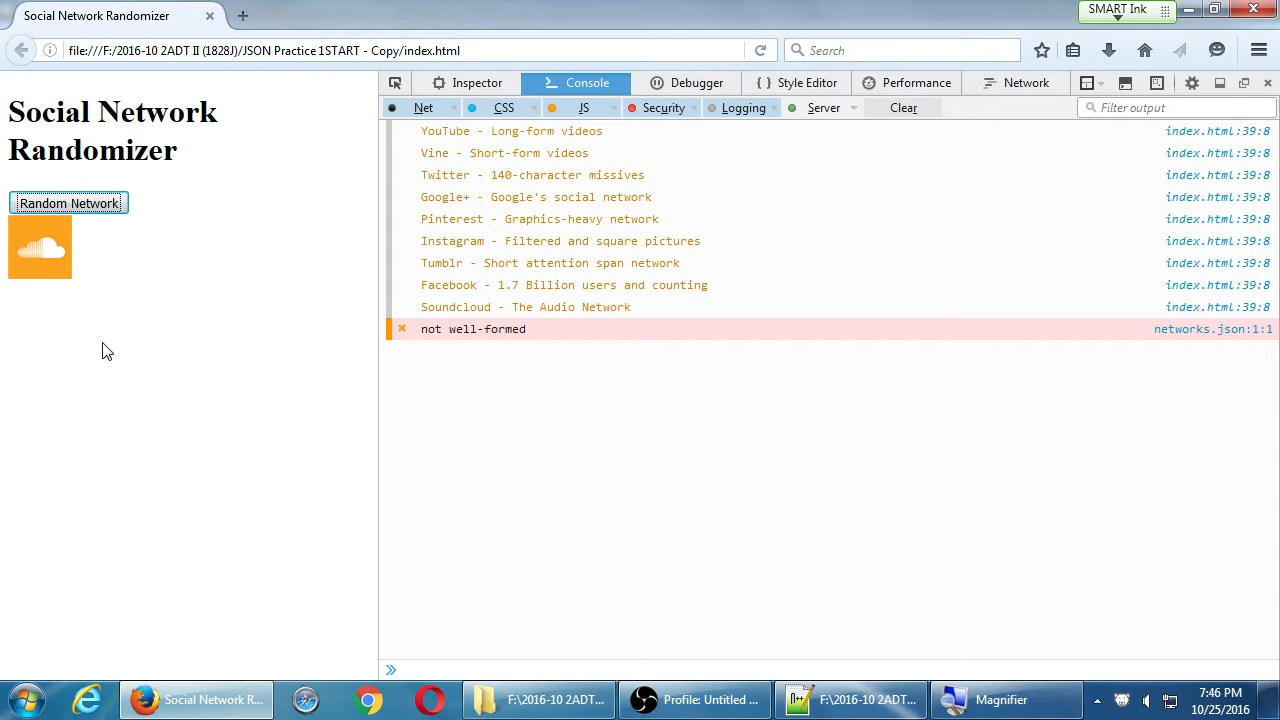 Social Network Randomizer
SMART Ink
file:///F:/2016-10 2ADT II (1828J)/JSON Practice 1START - Copy/index.html
Search
Social Network
Randomizer
Random Network
Inspector
Console
Debugger
Style Editor
Performance
Network
Net
CSS
JS
Security
Logging
Server
Clear
Filter output
YouTube - Long-form videos index.html:39:8
Vine - Short-form videos index.html:39:8
Twitter - 140-character missives index.html:39:8
Google+ - Google's social network index.html:39:8
Pinterest - Graphics-heavy network index.html:39:8
Instagram - Filtered and square pictures index.html:39:8
Tumblr - Short attention span network index.html:39:8
Facebook - 1.7 Billion users and counting index.html:39:8
Soundcloud - The Audio Network index.html:39:8
not well-formed networks.json:1:1
Social Network R...
F:\2016-10 2ADT...
Profile: Untitled ...
F:\2016-10 2ADT...
Magnifier
7:46 PM
10/25/2016